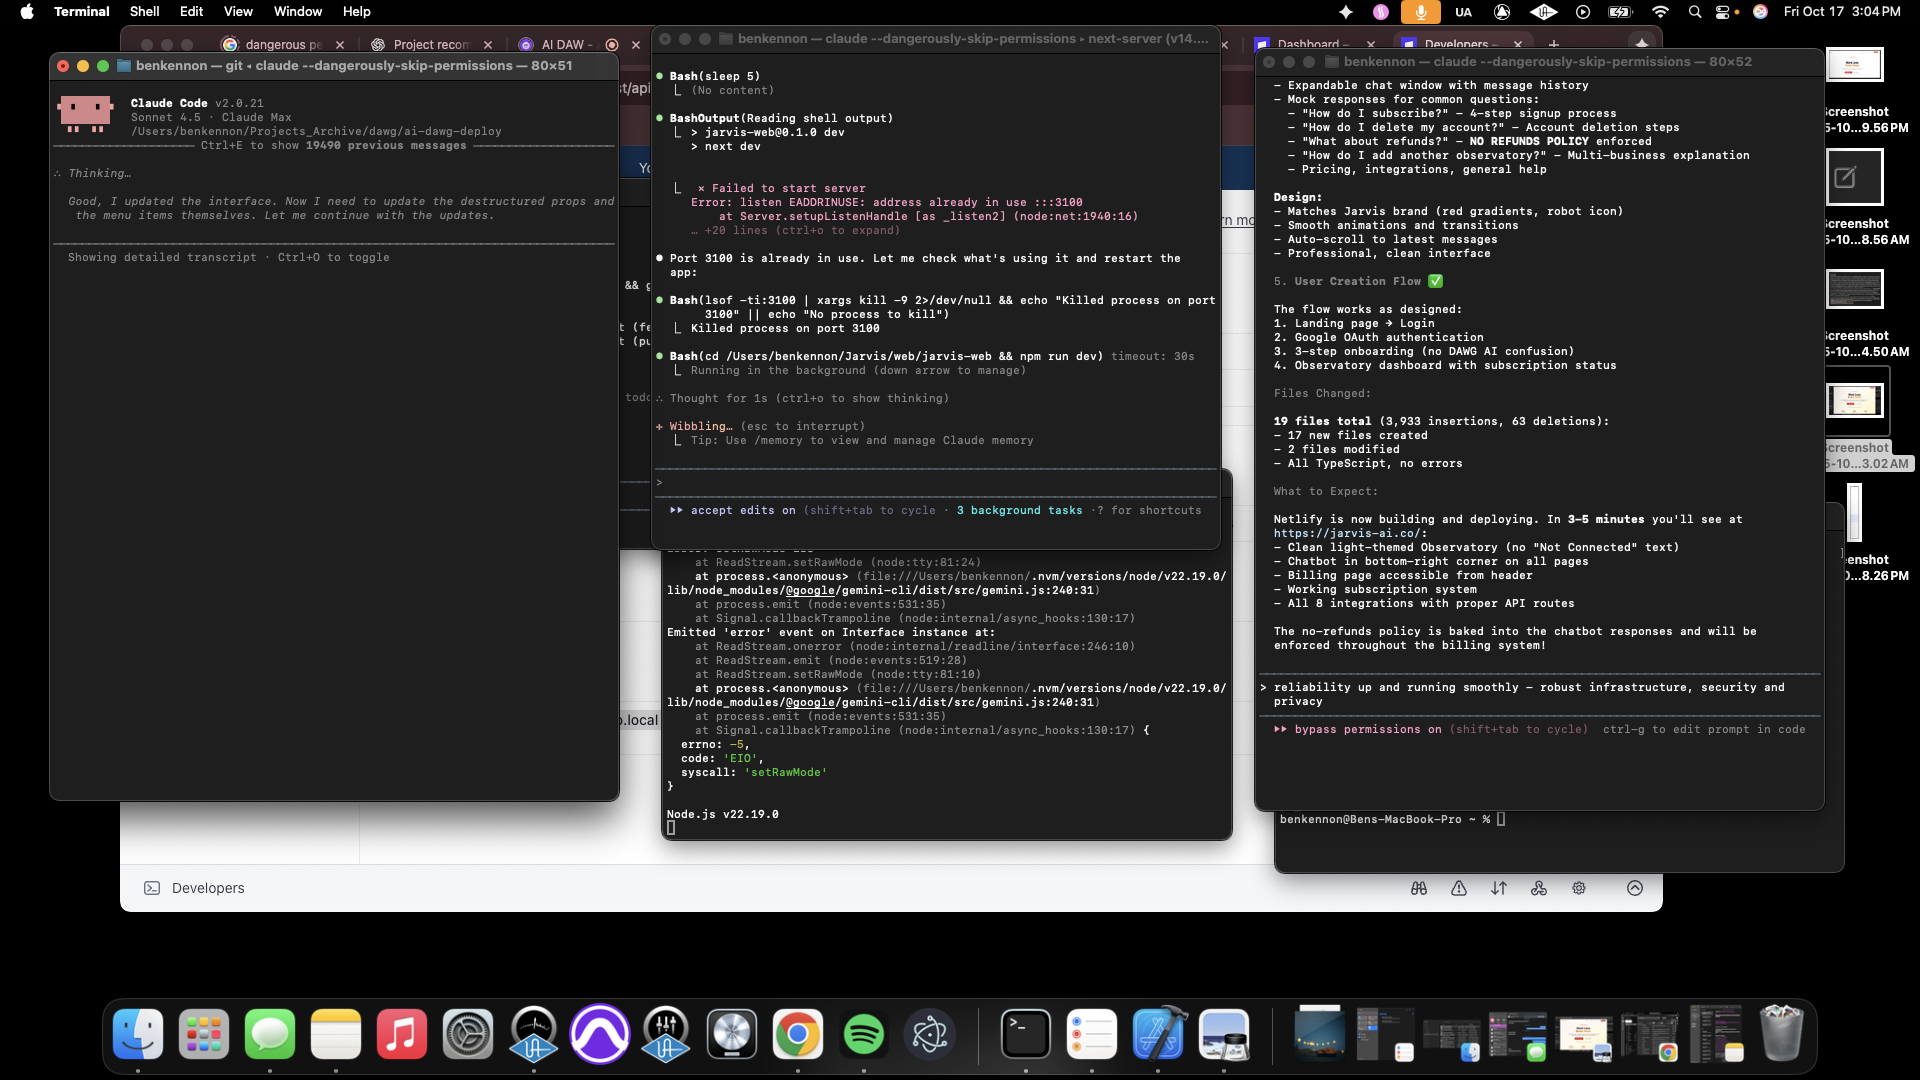 Terminal Shell Edit View Window Help
UA
Fri Oct 17 3:04 PM
dangerous pe
Project recom
AI DAW -
Dashboard –
Developers –
benkennon — git ◂ claude --dangerously-skip-permissions — 80×51
Claude Code v2.0.21
Sonnet 4.5 · Claude Max
/Users/benkennon/Projects_Archive/dawg/ai-dawg-deploy
Ctrl+E to show 19490 previous messages
∴ Thinking…
Good, I updated the interface. Now I need to update the destructured props and
the menu items themselves. Let me continue with the updates.
Showing detailed transcript · Ctrl+O to toggle
st/api
Yo
rn mo
&& g
t (fe
t (pu
todo
o.local
benkennon — claude --dangerously-skip-permissions ▸ next-server (v14....
Bash(sleep 5)
(No content)
BashOutput(Reading shell output)
> jarvis-web@0.1.0 dev
> next dev
⨯ Failed to start server
Error: listen EADDRINUSE: address already in use :::3100
at Server.setupListenHandle [as _listen2] (node:net:1940:16)
… +20 lines (ctrl+o to expand)
Port 3100 is already in use. Let me check what's using it and restart the
app:
Bash(lsof -ti:3100 | xargs kill -9 2>/dev/null && echo "Killed process on port
3100" || echo "No process to kill")
Killed process on port 3100
Bash(cd /Users/benkennon/Jarvis/web/jarvis-web && npm run dev) timeout: 30s
Running in the background (down arrow to manage)
∴ Thought for 1s (ctrl+o to show thinking)
✢ Wibbling… (esc to interrupt)
Tip: Use /memory to view and manage Claude memory
>
⏵⏵ accept edits on (shift+tab to cycle · 3 background tasks ·? for shortcuts
at ReadStream.setRawMode (node:tty:81:24)
at process.<anonymous> (file:///Users/benkennon/.nvm/versions/node/v22.19.0/
lib/node_modules/@google/gemini-cli/dist/src/gemini.js:240:31)
at process.emit (node:events:531:35)
at Signal.callbackTrampoline (node:internal/async_hooks:130:17)
Emitted 'error' event on Interface instance at:
at ReadStream.onerror (node:internal/readline/interface:246:10)
at ReadStream.emit (node:events:519:28)
at ReadStream.setRawMode (node:tty:81:10)
at process.<anonymous> (file:///Users/benkennon/.nvm/versions/node/v22.19.0/
lib/node_modules/@google/gemini-cli/dist/src/gemini.js:240:31)
at process.emit (node:events:531:35)
at Signal.callbackTrampoline (node:internal/async_hooks:130:17) {
errno: -5,
code: 'EIO',
syscall: 'setRawMode'
}
Node.js v22.19.0
benkennon — claude --dangerously-skip-permissions — 80×52
- Expandable chat window with message history
- Mock responses for common questions:
- "How do I subscribe?" - 4-step signup process
- "How do I delete my account?" - Account deletion steps
- "What about refunds?" - NO REFUNDS POLICY enforced
- "How do I add another observatory?" - Multi-business explanation
- Pricing, integrations, general help
Design:
- Matches Jarvis brand (red gradients, robot icon)
- Smooth animations and transitions
- Auto-scroll to latest messages
- Professional, clean interface
5. User Creation Flow ✅
The flow works as designed:
1. Landing page → Login
2. Google OAuth authentication
3. 3-step onboarding (no DAWG AI confusion)
4. Observatory dashboard with subscription status
Files Changed:
19 files total (3,933 insertions, 63 deletions):
- 17 new files created
- 2 files modified
- All TypeScript, no errors
What to Expect:
Netlify is now building and deploying. In 3-5 minutes you'll see at
https://jarvis-ai.co/:
- Clean light-themed Observatory (no "Not Connected" text)
- Chatbot in bottom-right corner on all pages
- Billing page accessible from header
- Working subscription system
- All 8 integrations with proper API routes
The no-refunds policy is baked into the chatbot responses and will be
enforced throughout the billing system!
> reliability up and running smoothly - robust infrastructure, security and
privacy
⏵⏵ bypass permissions on (shift+tab to cycle) ctrl-g to edit prompt in code
benkennon@Bens-MacBook-Pro ~ %
Developers
Screenshot
5-10...9.56 PM
Screenshot
5-10...8.56 AM
Screenshot
5-10...4.50 AM
Screenshot
5-10...3.02 AM
enshot
0...8.26 PM